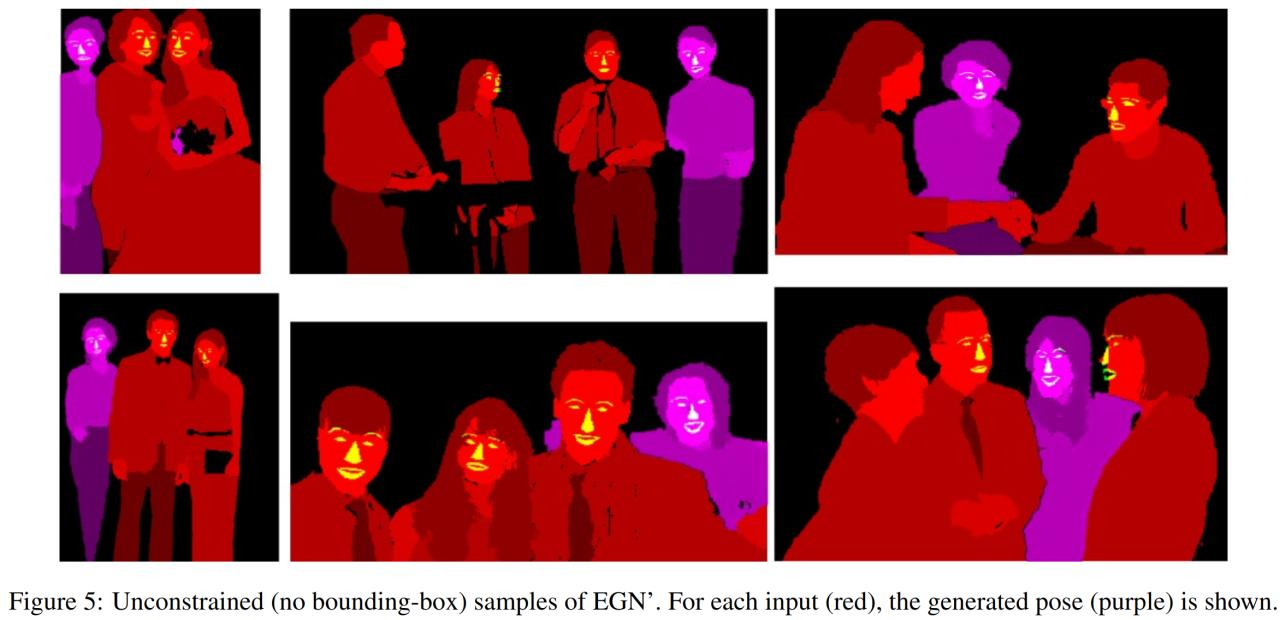 Figure 5: Unconstrained (no bounding-box) samples of EGN’. For each input (red), the generated pose (purple) is shown.